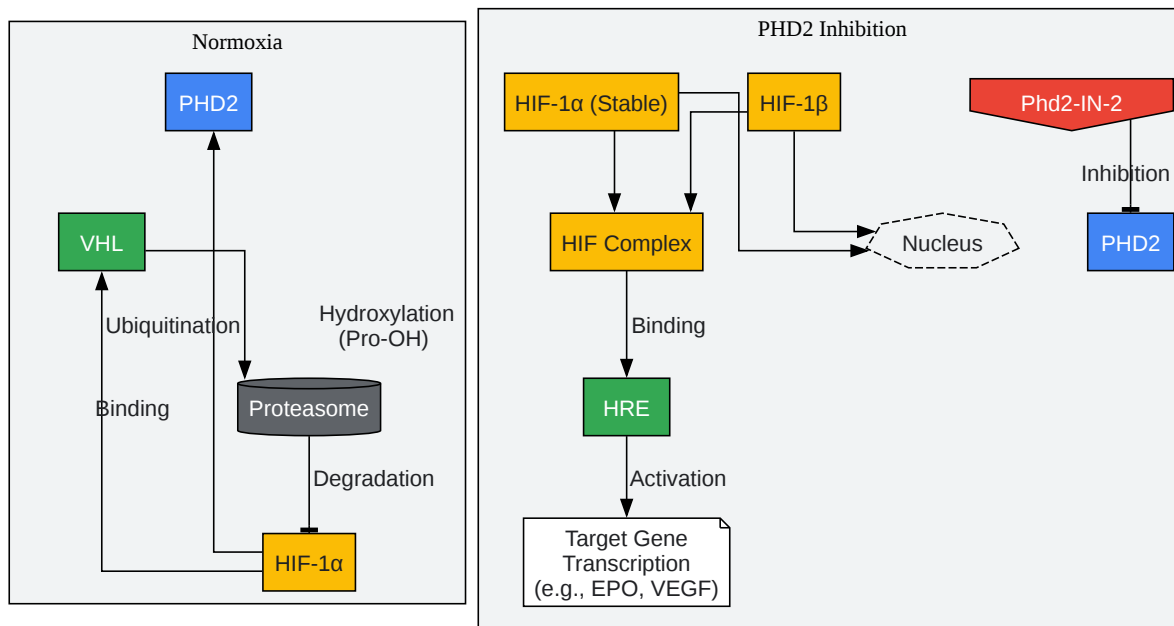 Normoxia
PHD2
VHL
Ubiquitination
Hydroxylation
(Pro-OH)
Binding
Proteasome
Degradation
HIF-1α
PHD2 Inhibition
HIF-1α (Stable)
HIF-1β
Phd2-IN-2
Inhibition
HIF Complex
Nucleus
PHD2
Binding
HRE
Activation
Target Gene
Transcription
(e.g., EPO, VEGF)